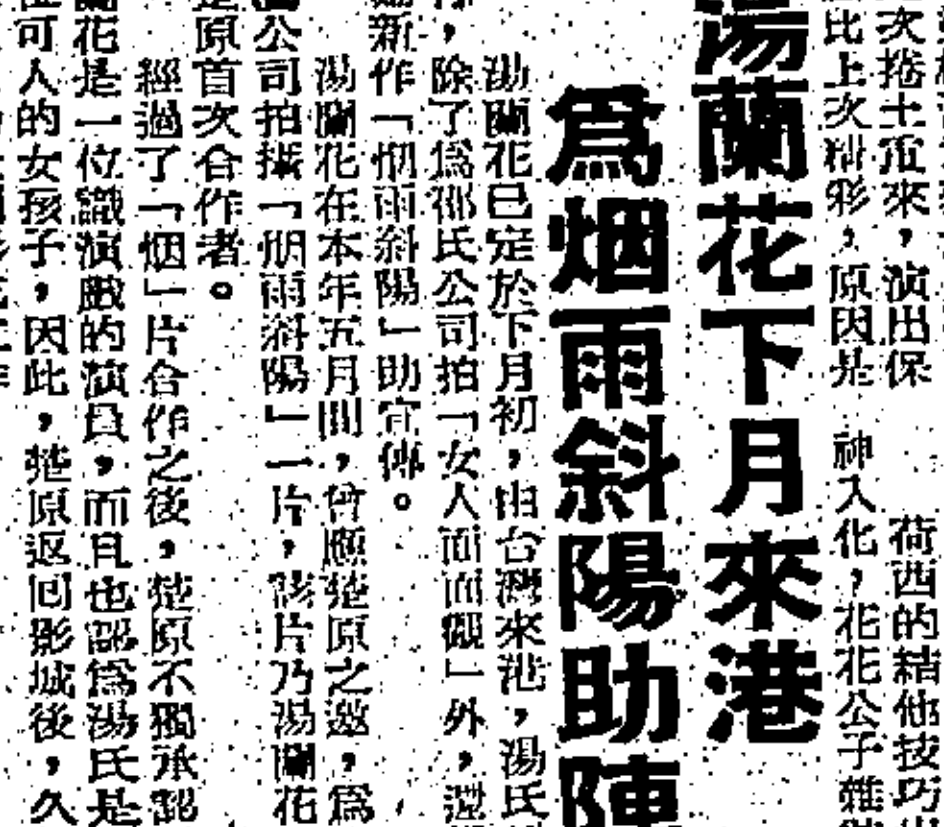 次捲土重來，演出保
比上次精彩，原因是
荷西的結他技巧出
神入化，花花公子雜
湯蘭花下月來港
為烟雨斜陽助陣
湯蘭花已定於下月初，由台灣來港，湯氏
除了為邵氏公司拍「女人面面觀」外，還
新作「烟雨斜陽」助宣傳。
湯蘭花在本年五月間，曾應楚原之邀，為
公司拍攝「烟雨斜陽」一片，該片乃湯蘭花
原首次合作者。
經過了「烟」片合作之後，楚原不獨承認
花是一位識演戲的演員，而且也認為湯氏是
可人的女孩子，因此，楚原返回影城後，久